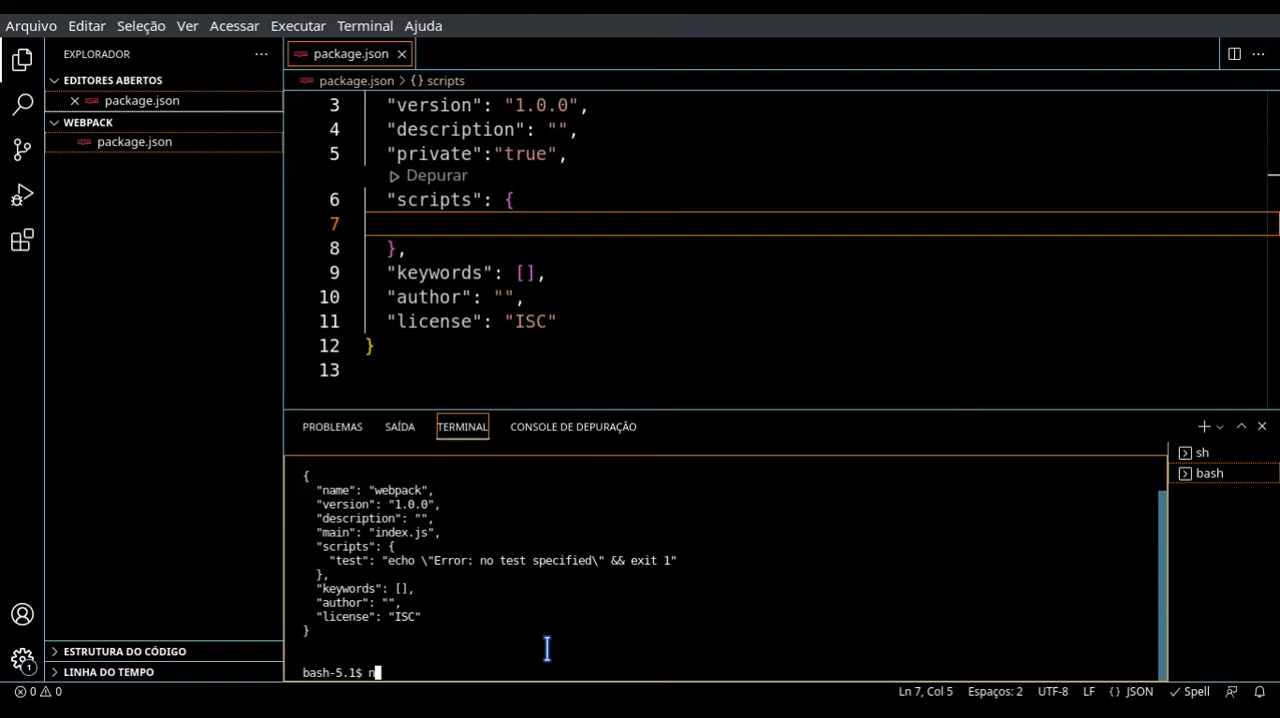 Arquivo Editar Seleção Ver Acessar Executar Terminal Ajuda
EXPLORADOR
EDITORES ABERTOS
package.json
WEBPACK
package.json
ESTRUTURA DO CÓDIGO
LINHA DO TEMPO
package.json
package.json > {} scripts
3 "version": "1.0.0",
4 "description": "",
5 "private":"true",
Depurar
6 "scripts": {
7
8 },
9 "keywords": [],
10 "author": "",
11 "license": "ISC"
12 }
13
PROBLEMAS SAÍDA TERMINAL CONSOLE DE DEPURAÇÃO
{
"name": "webpack",
"version": "1.0.0",
"description": "",
"main": "index.js",
"scripts": {
"test": "echo \"Error: no test specified\" && exit 1"
},
"keywords": [],
"author": "",
"license": "ISC"
}
bash-5.1$ n
sh
bash
1
0 0 Ln 7, Col 5 Espaços: 2 UTF-8 LF {} JSON Spell